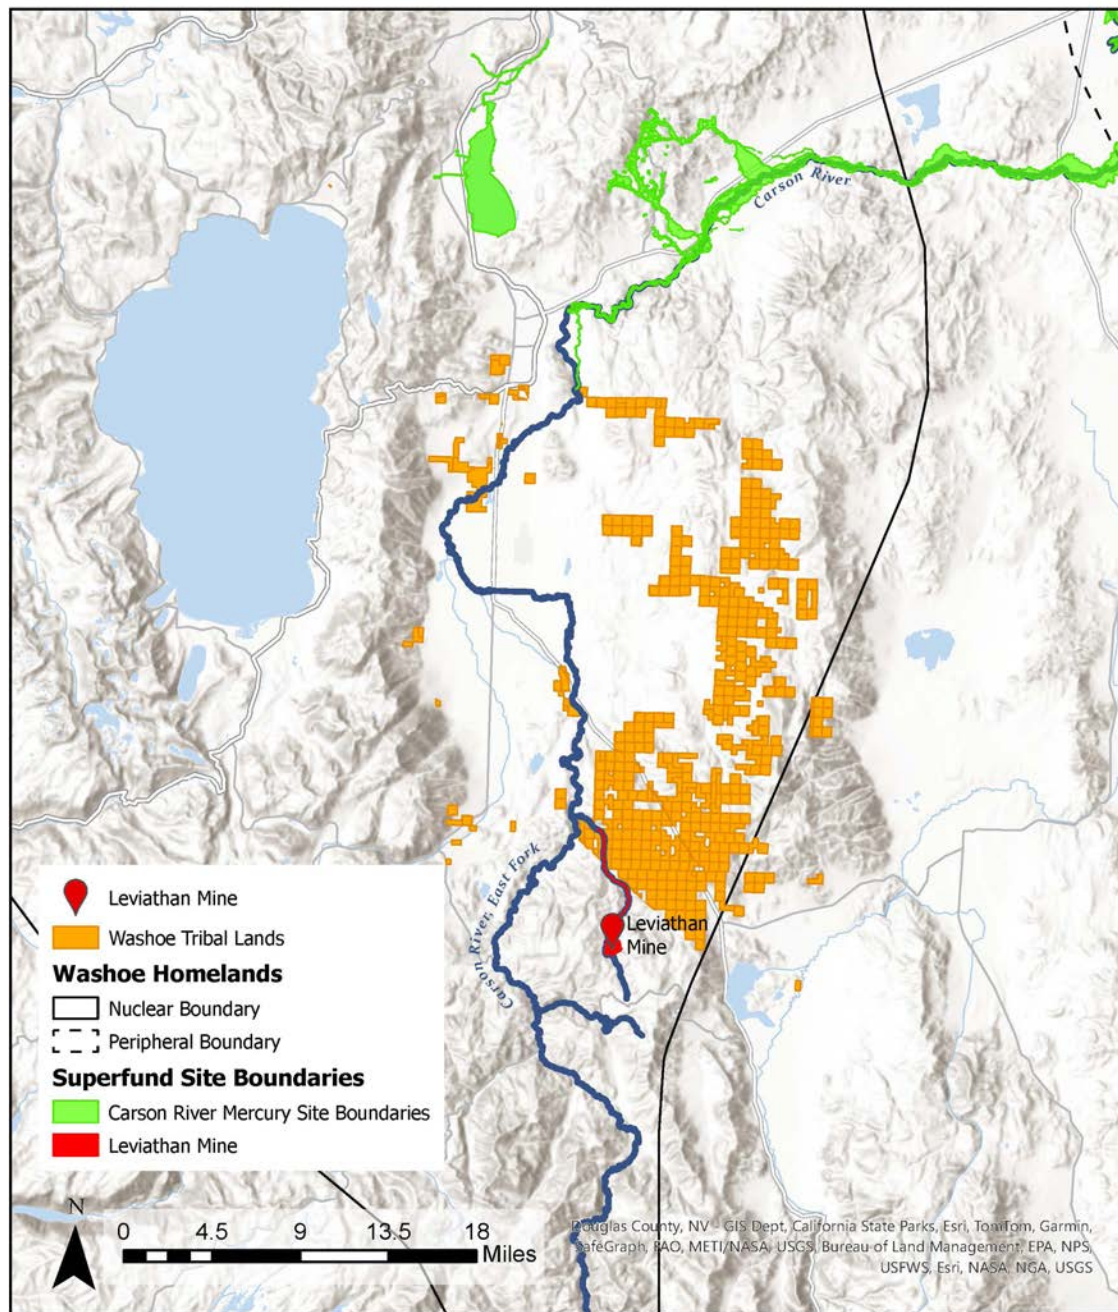 Carson River
Carson River, East Fork
Leviathan
Mine
Leviathan Mine
Washoe Tribal Lands
Washoe Homelands
Nuclear Boundary
Peripheral Boundary
Superfund Site Boundaries
Carson River Mercury Site Boundaries
Leviathan Mine
N
0 4.5 9 13.5 18
Miles
Douglas County, NV - GIS Dept, California State Parks, Esri, TomTom, Garmin,
SafeGraph, FAO, METI/NASA, USGS, Bureau of Land Management, EPA, NPS,
USFWS, Esri, NASA, NGA, USGS